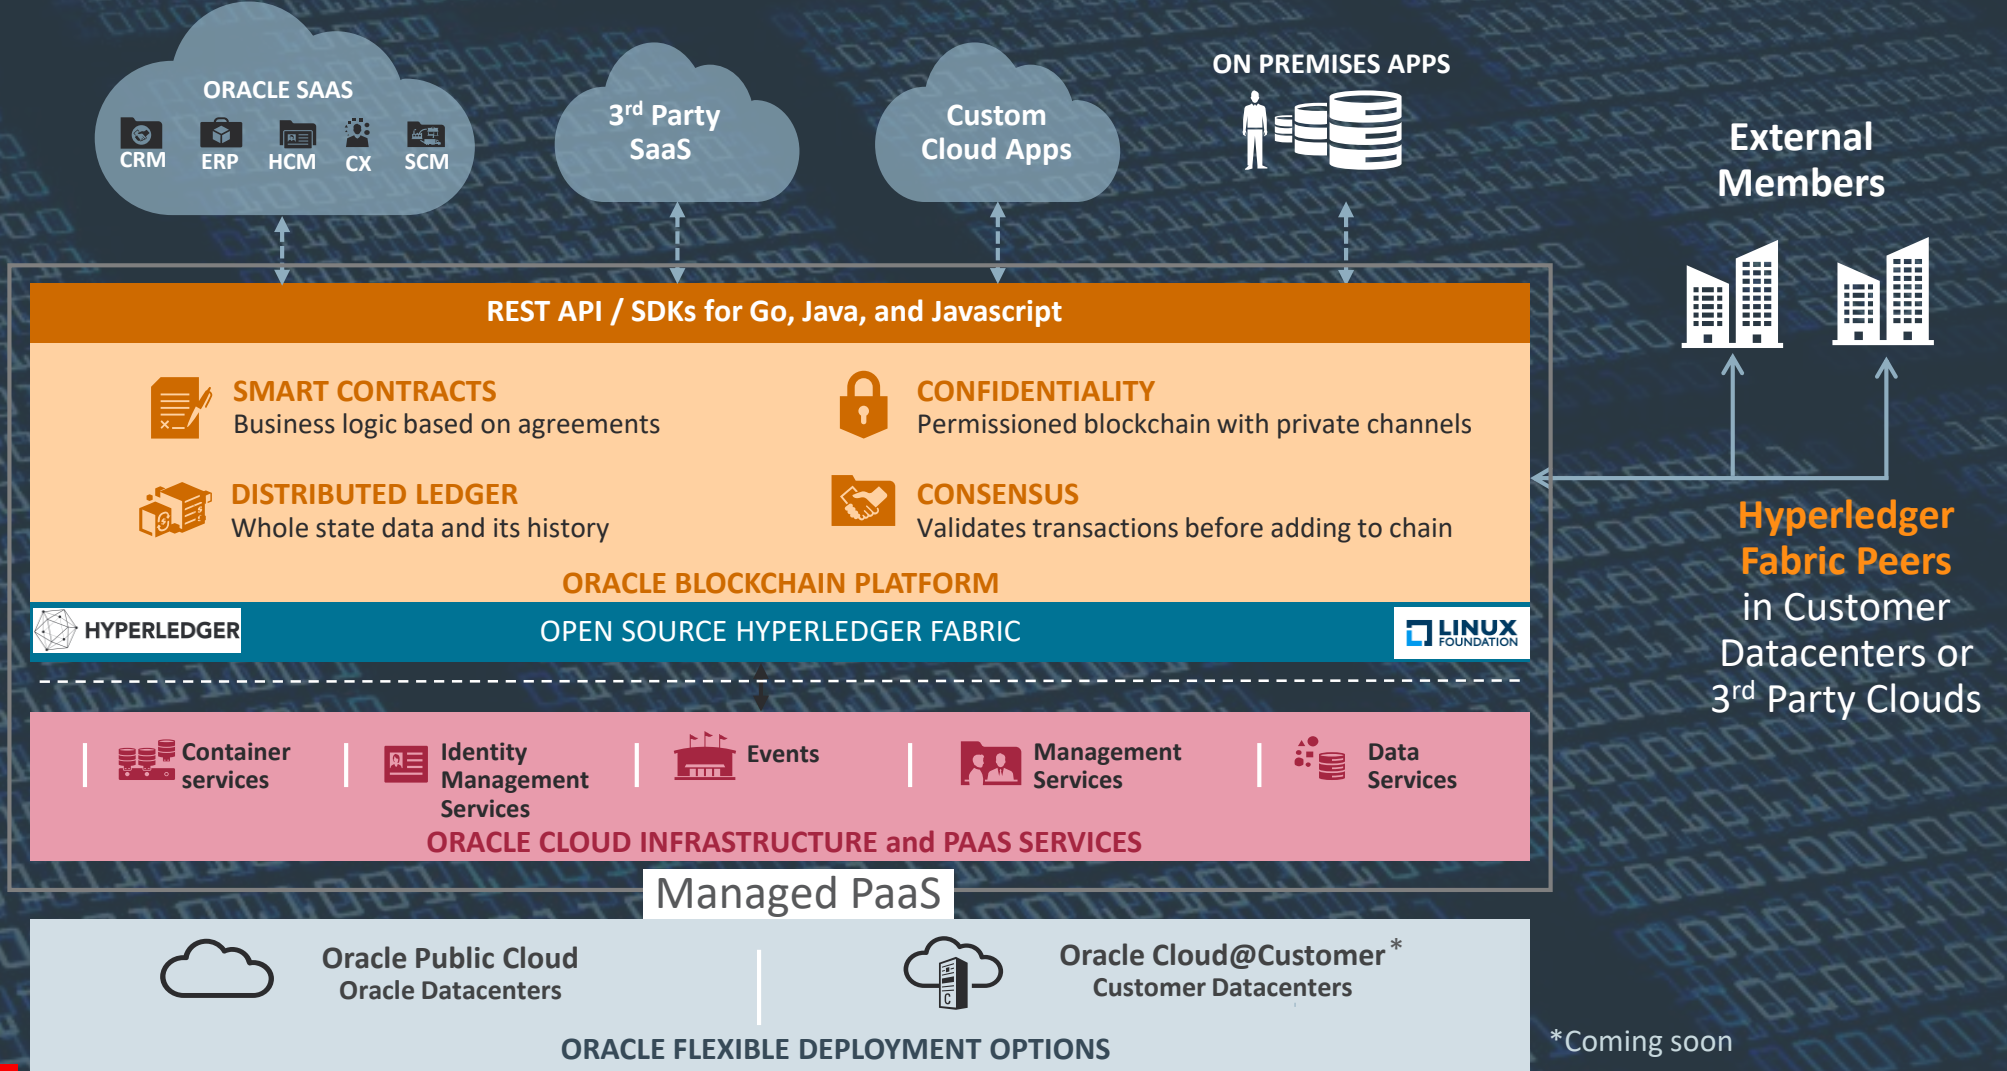 ORACLE SAAS
CRM
ERP
HCM
CX
SCM
3rd Party
SaaS
Custom
Cloud Apps
ON PREMISES APPS
External
Members
REST API / SDKs for Go, Java, and Javascript
SMART CONTRACTS
Business logic based on agreements
CONFIDENTIALITY
Permissioned blockchain with private channels
DISTRIBUTED LEDGER
Whole state data and its history
CONSENSUS
Validates transactions before adding to chain
ORACLE BLOCKCHAIN PLATFORM
HYPERLEDGER
OPEN SOURCE HYPERLEDGER FABRIC
LINUX
FOUNDATION
Hyperledger
Fabric Peers
in Customer
Datacenters or
3rd Party Clouds
Container
services
Identity
Management
Services
Events
Management
Services
Data
Services
ORACLE CLOUD INFRASTRUCTURE and PAAS SERVICES
Managed PaaS
Oracle Public Cloud
Oracle Datacenters
C
Oracle Cloud@Customer*
Customer Datacenters
ORACLE FLEXIBLE DEPLOYMENT OPTIONS
*Coming soon